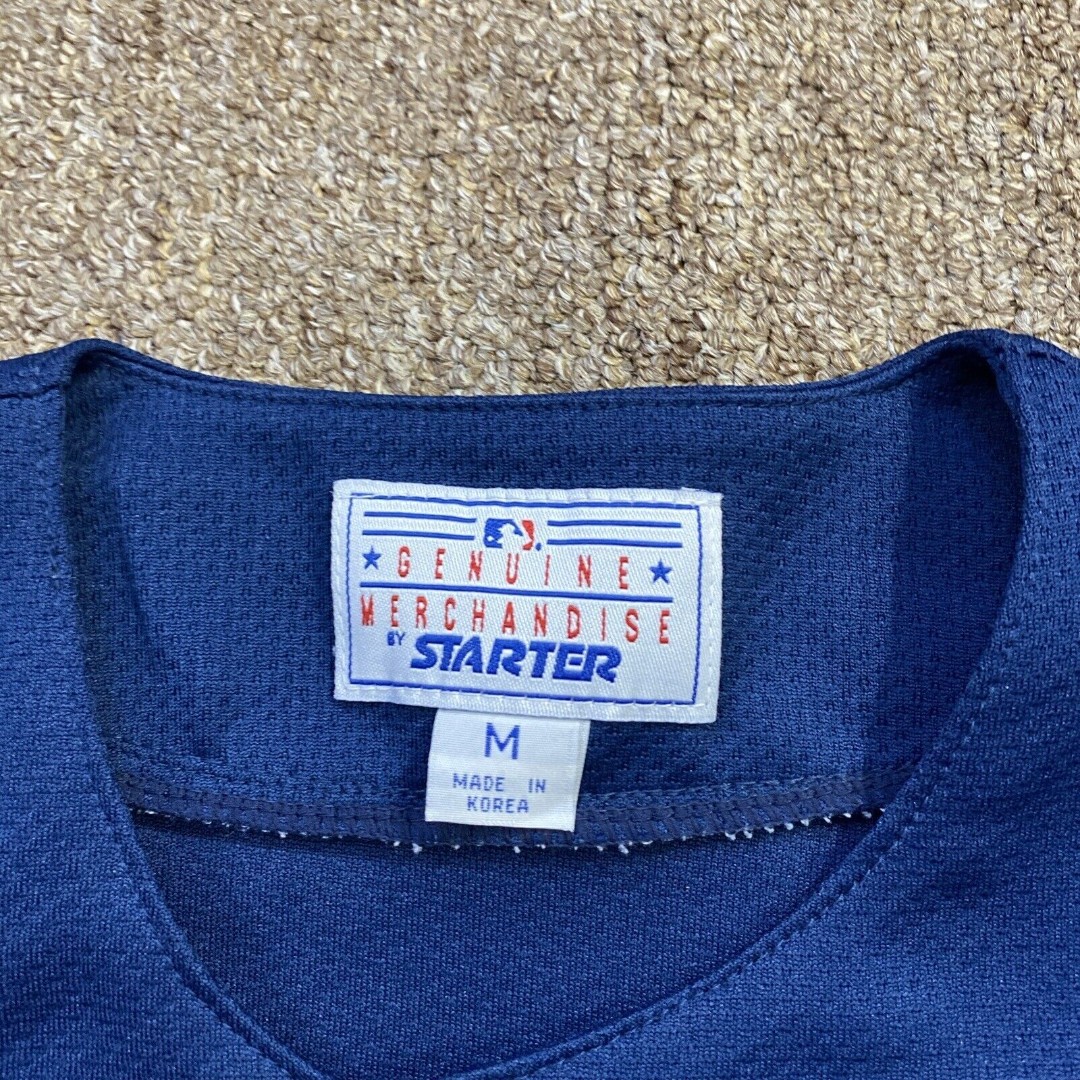 GENUINE
MERCHANDISE
BY STARTER
M
MADE IN
KOREA